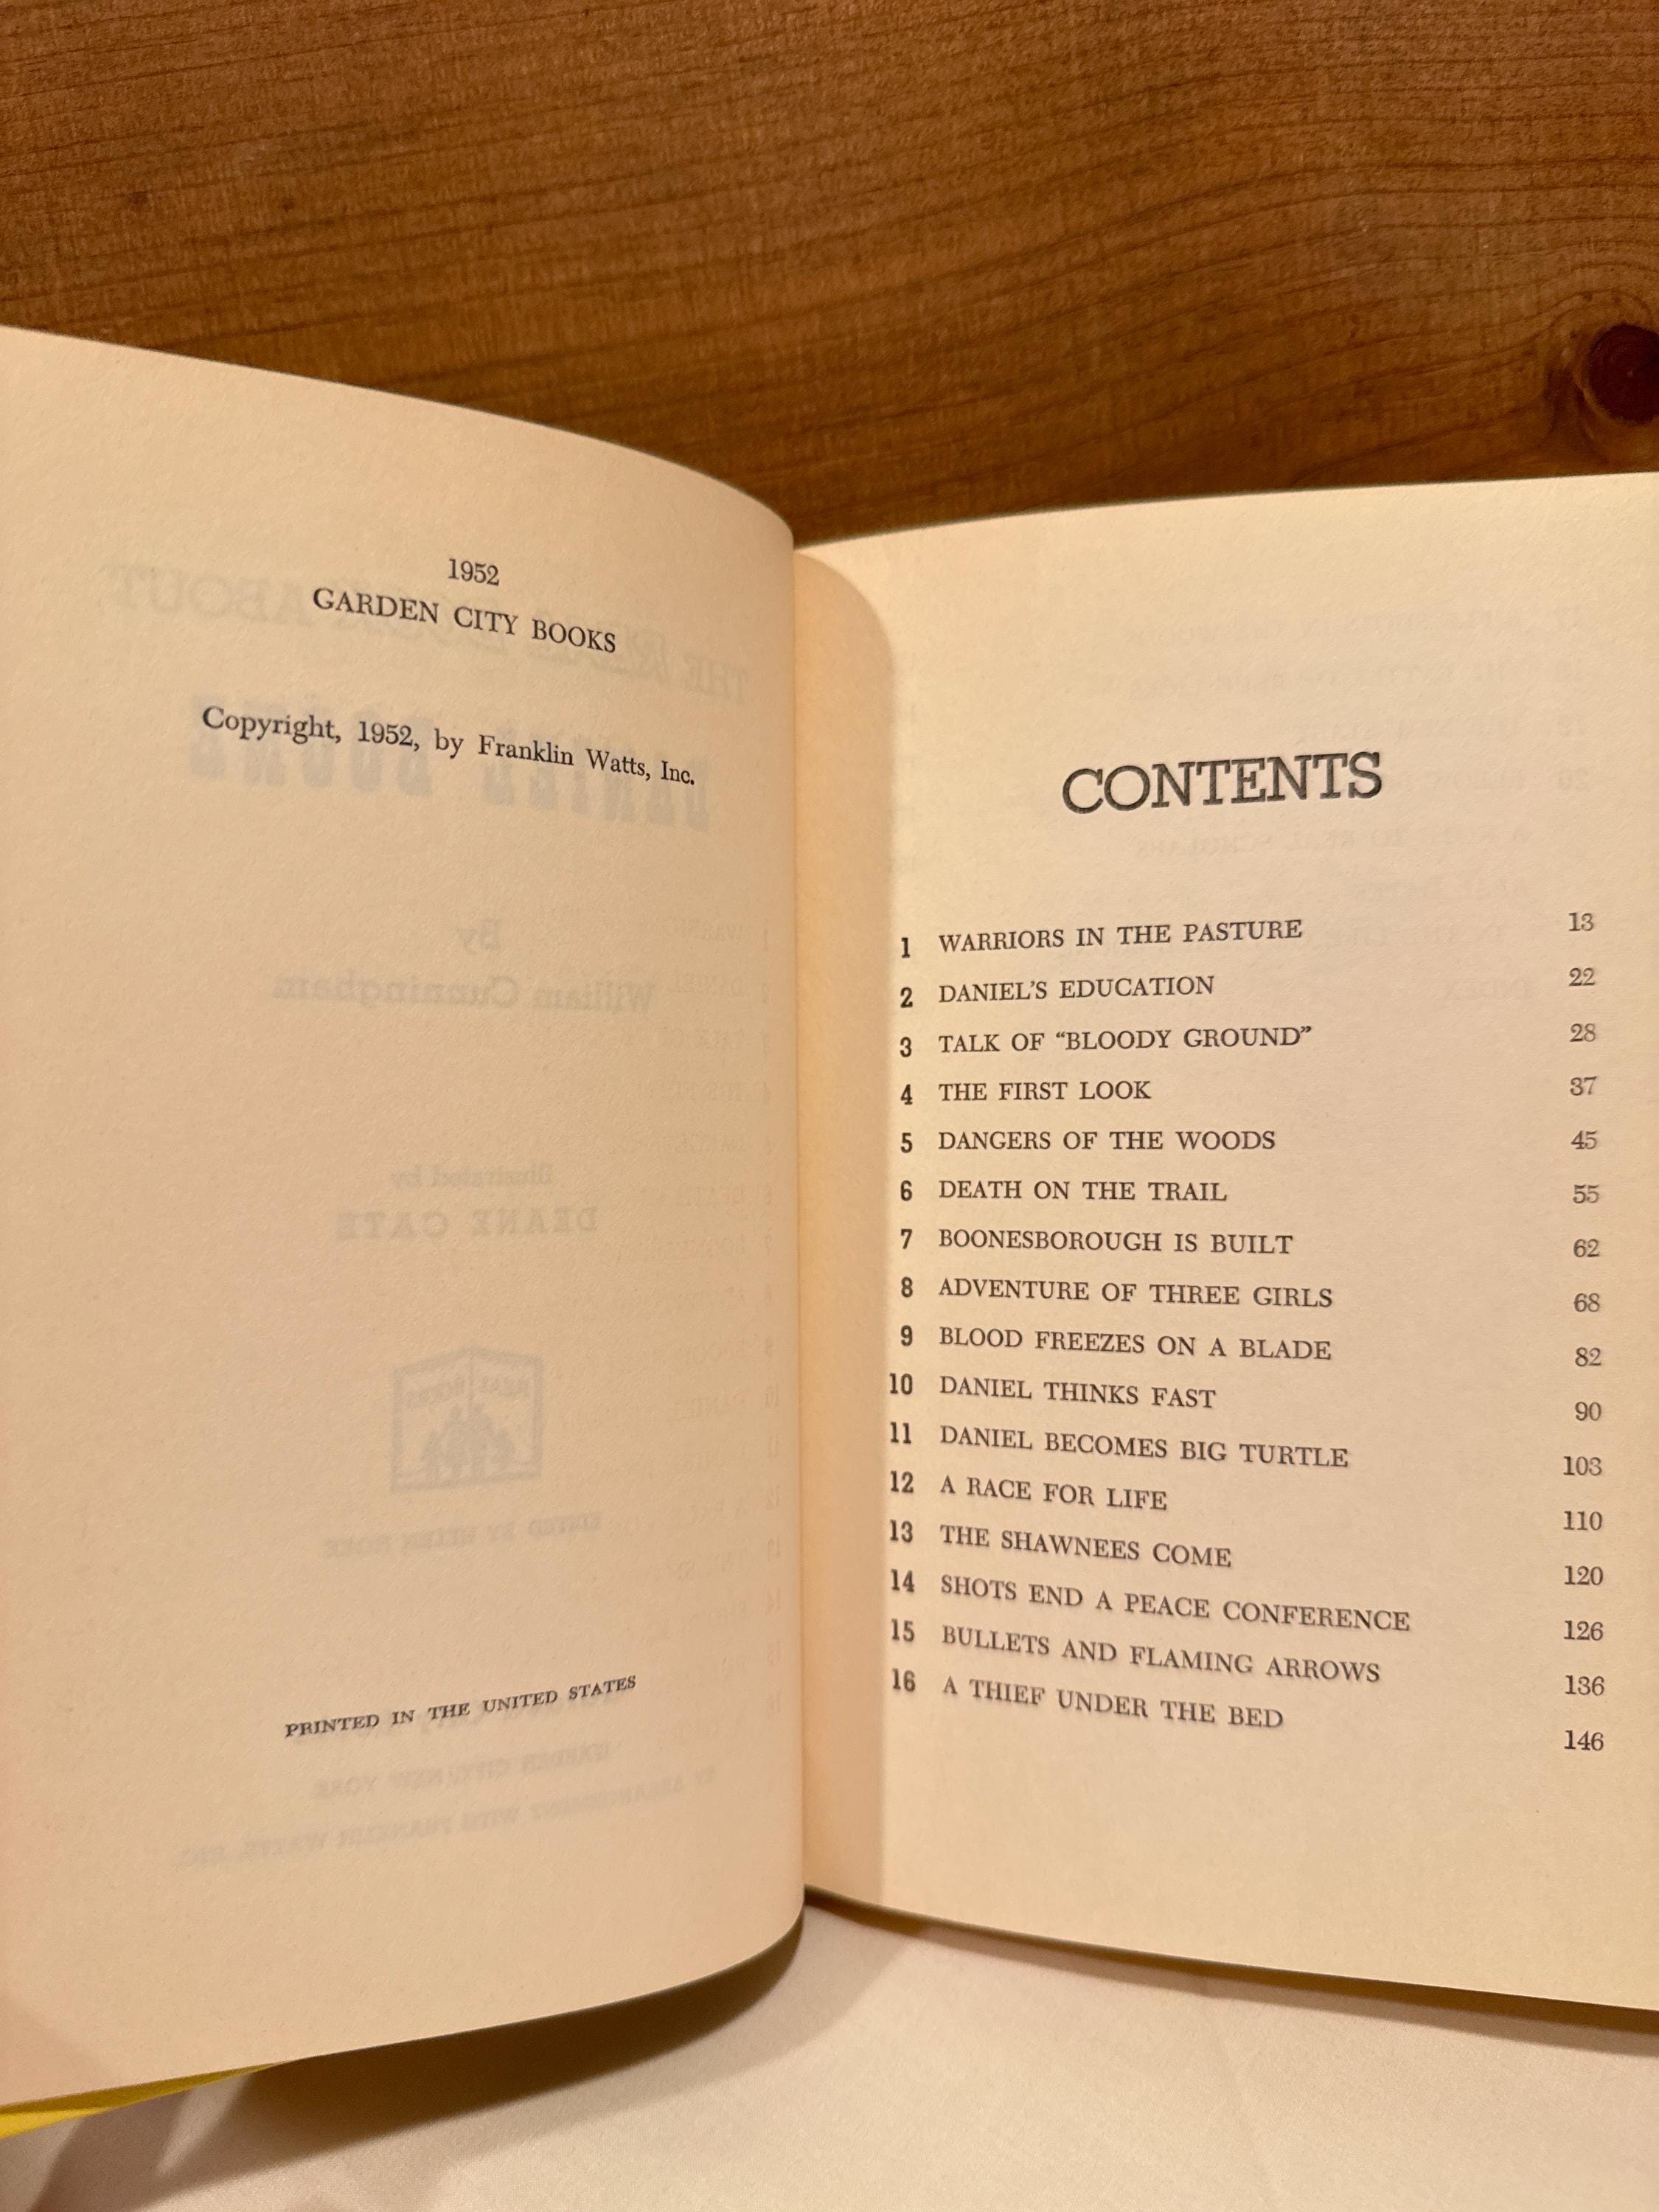 1952
GARDEN CITY BOOKS
Copyright, 1952, by Franklin Watts, Inc.
PRINTED IN THE UNITED STATES
CONTENTS
1 WARRIORS IN THE PASTURE 13
2 DANIEL'S EDUCATION 22
3 TALK OF “BLOODY GROUND” 28
4 THE FIRST LOOK 37
5 DANGERS OF THE WOODS 45
6 DEATH ON THE TRAIL 55
7 BOONESBOROUGH IS BUILT 62
8 ADVENTURE OF THREE GIRLS 68
9 BLOOD FREEZES ON A BLADE 82
10 DANIEL THINKS FAST 90
11 DANIEL BECOMES BIG TURTLE 103
12 A RACE FOR LIFE 110
13 THE SHAWNEES COME 120
14 SHOTS END A PEACE CONFERENCE 126
15 BULLETS AND FLAMING ARROWS 136
16 A THIEF UNDER THE BED 146